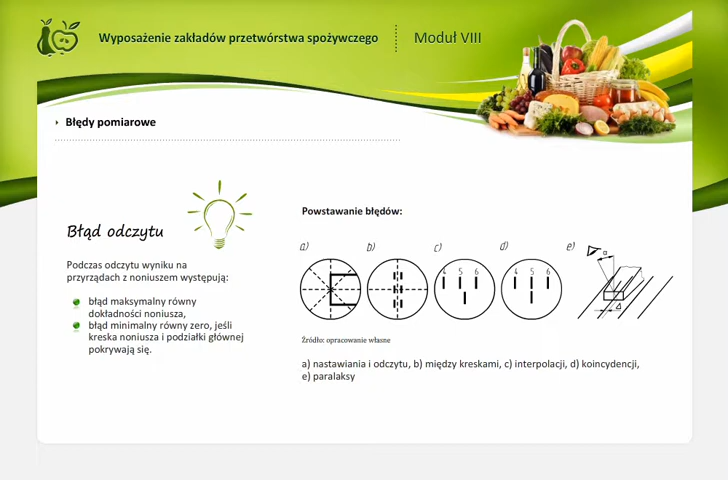 Wyposażenie zakładów przetwórstwa spożywczego
Moduł VIII
Błędy pomiarowe
Błąd odczytu
Podczas odczytu wyniku na
przyrządach z noniuszem występują:
błąd maksymalny równy
dokładności noniusza,
błąd minimalny równy zero, jeśli
kreska noniusza i podziałki głównej
pokrywają się.
Powstawanie błędów:
a) b) c) d) e)
4 5 6 4 5 6 α
Δ
Źródło: opracowanie własne
a) nastawiania i odczytu, b) między kreskami, c) interpolacji, d) koincydencji,
e) paralaksy